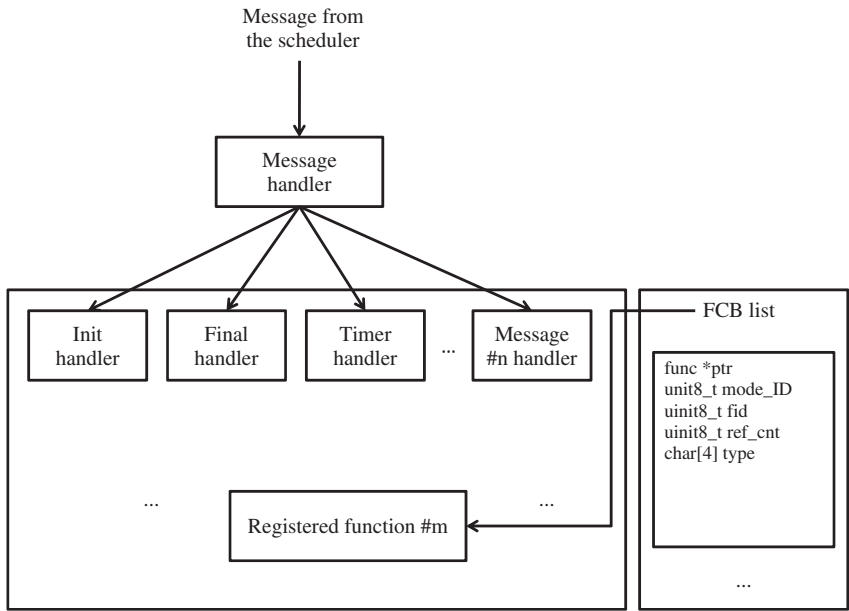 Message from
the scheduler
Message
handler
Init
handler
Final
handler
Timer
handler
...
Message
#n handler
FCB list
func *ptr
unit8_t mode_ID
uinit8_t fid
uinit8_t ref_cnt
char[4] type
...
...
Registered function #m
...